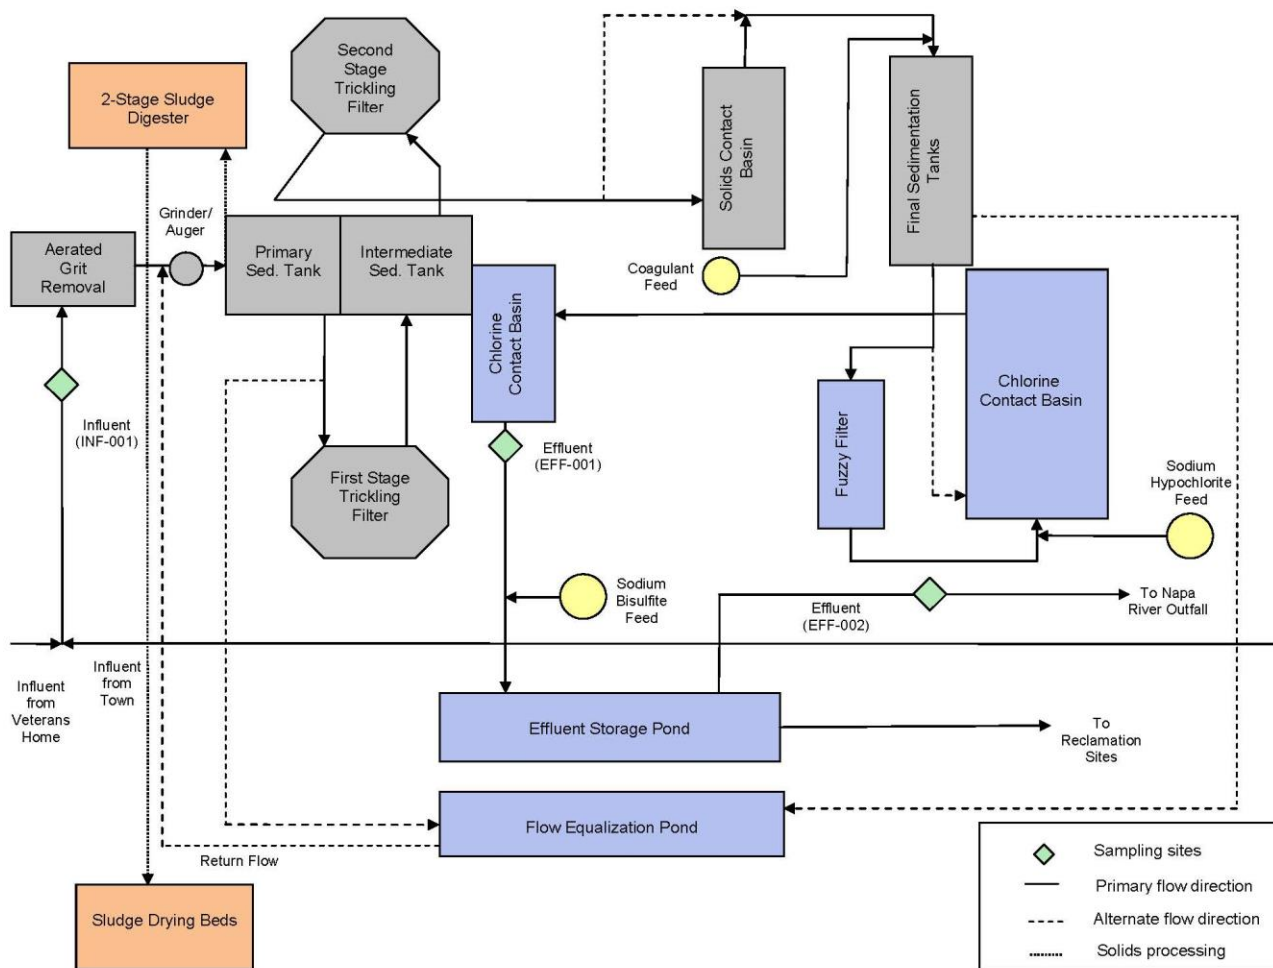 Second
Stage
Trickling
Filter
2-Stage Sludge
Digester
Solids Contact
Basin
Final Sedimentation
Tanks
Grinder/
Auger
Aerated
Grit
Removal
Primary
Sed. Tank
Intermediate
Sed. Tank
Coagulant
Feed
Chlorine
Contact Basin
Chlorine
Contact Basin
Influent
(INF-001)
Effluent
(EFF-001)
Fuzzy Filter
First Stage
Trickling
Filter
Sodium
Hypochlorite
Feed
Sodium
Bisulfite
Feed
Effluent
(EFF-002)
To Napa
River Outfall
Influent
from
Veterans
Home
Influent
from
Town
Effluent Storage Pond
To
Reclamation
Sites
Flow Equalization Pond
Return Flow
Sludge Drying Beds
Sampling sites
Primary flow direction
Alternate flow direction
Solids processing